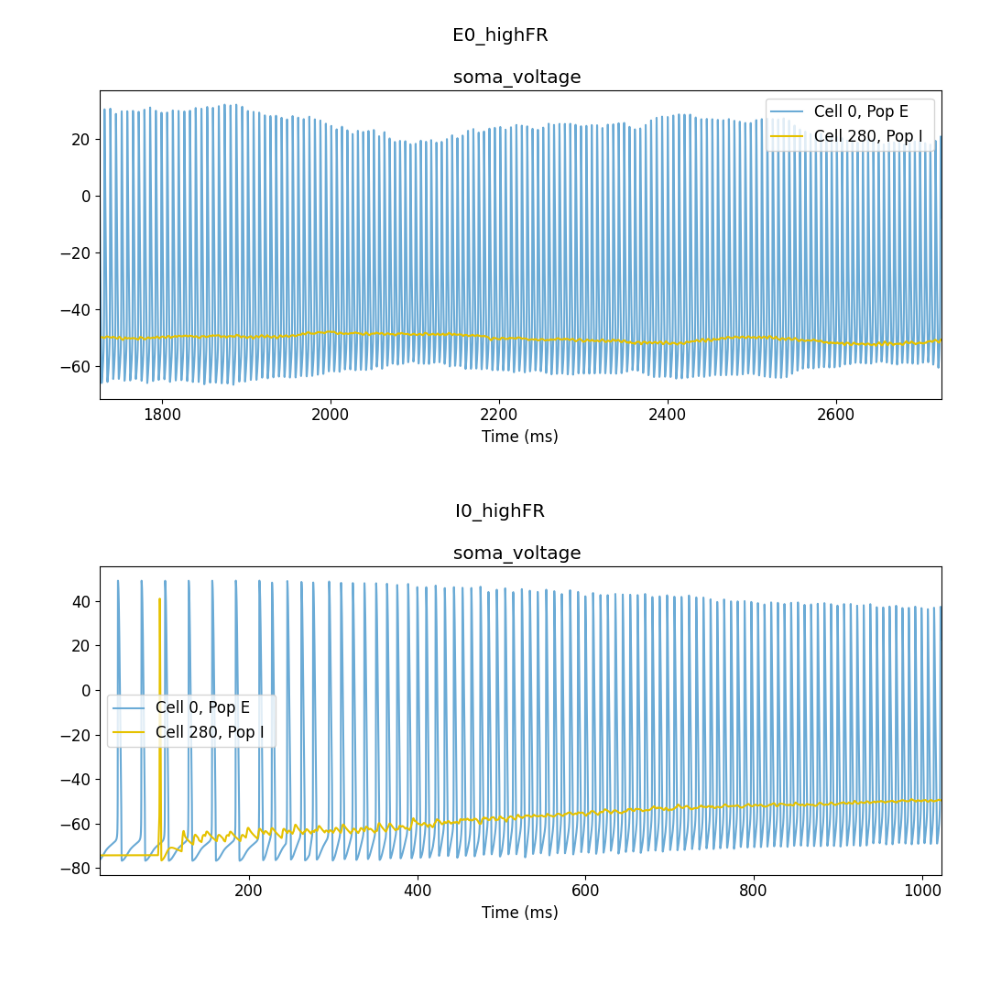 E0_highFR
soma_voltage
Cell 0, Pop E
Cell 280, Pop I
20
0
−20
−40
−60
1800 2000 2200 2400 2600
Time (ms)
I0_highFR
soma_voltage
40
20
0
−20
−40
−60
−80
Cell 0, Pop E
Cell 280, Pop I
200 400 600 800 1000
Time (ms)